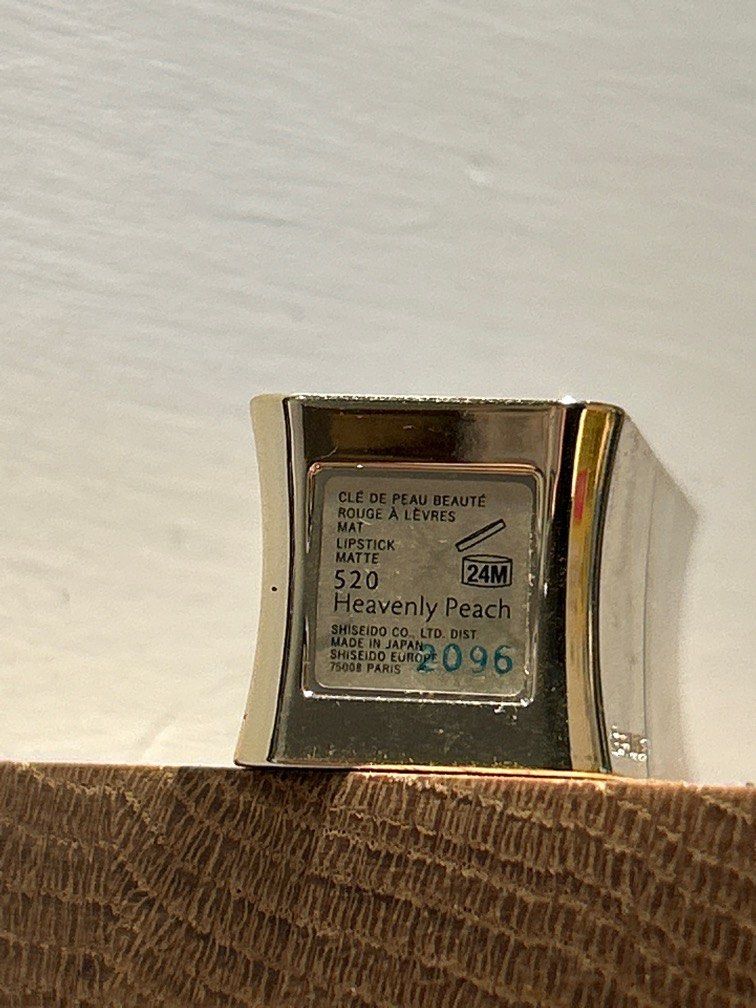 CLÉ DE PEAU BEAUTÉ
ROUGE À LÈVRES
MAT
LIPSTICK
MATTE
24M
520
Heavenly Peach
SHISEIDO CO., LTD. DIST
MADE IN JAPAN
SHISEIDO EUROPE
2096
75008 PARIS